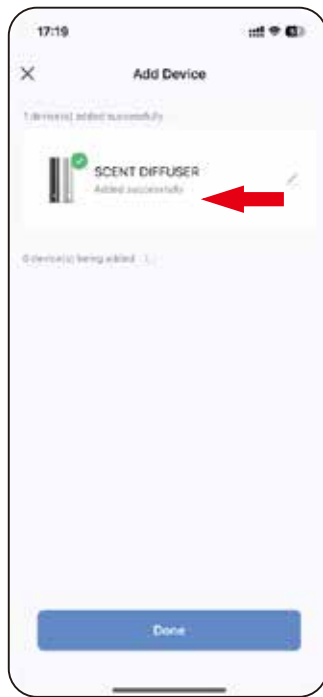 17:19
Add Device
1 device(s) added successfully
SCENT DIFFUSER
Added successfully
0 device(s) being added
Done